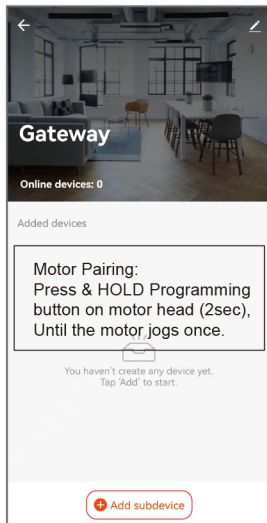 Gateway
Online devices: 0
Added devices
Motor Pairing:
Press & HOLD Programming
button on motor head (2sec),
Until the motor jogs once.
You haven't create any device yet.
Tap 'Add' to start.
Add subdevice